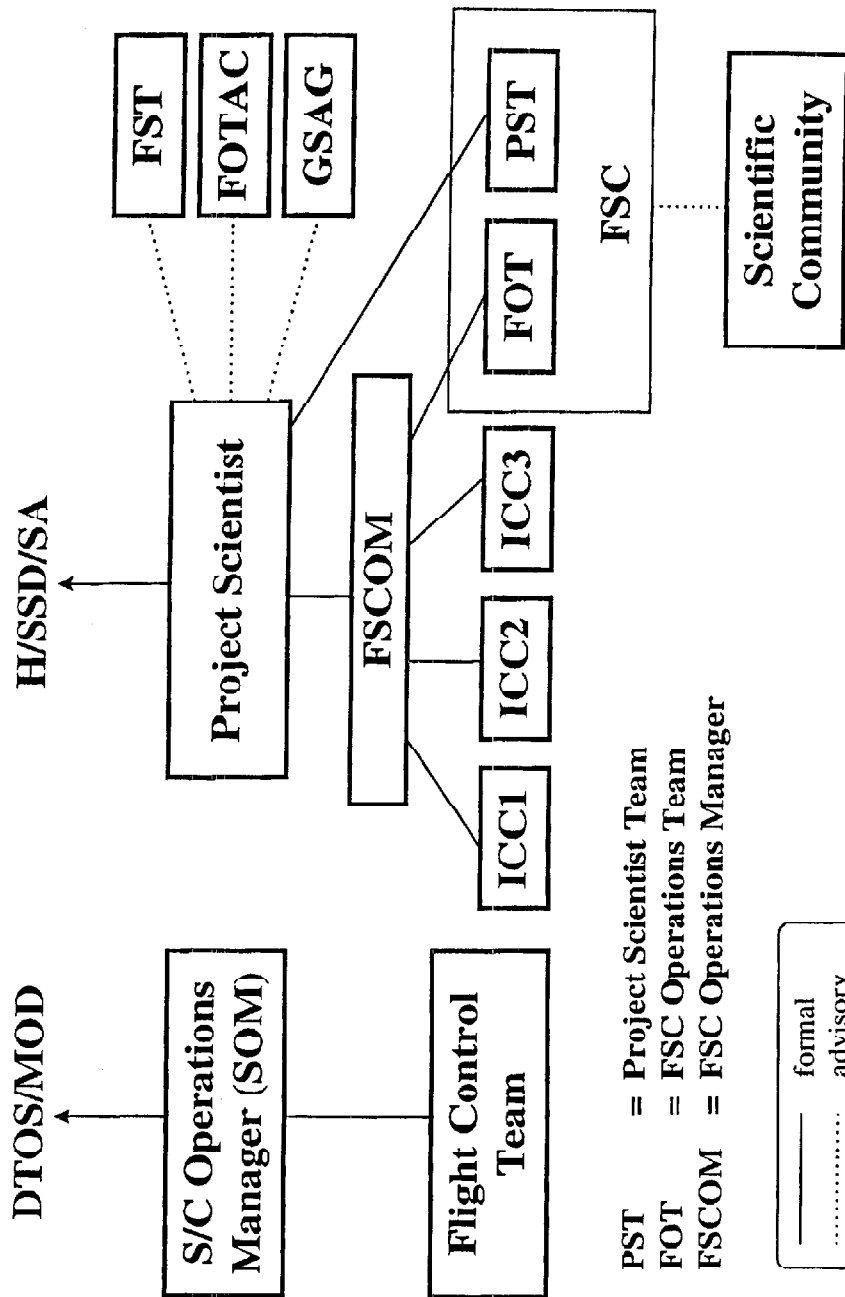 DTOS/MOD
H/SSD/SA
S/C Operations
Manager (SOM)
Project Scientist
FST
FOTAC
GSAG
FSCOM
Flight Control
Team
ICC1
ICC2
ICC3
FOT
PST
FSC
Scientific
Community
PST = Project Scientist Team
FOT = FSC Operations Team
FSCOM = FSC Operations Manager
formal
advisory